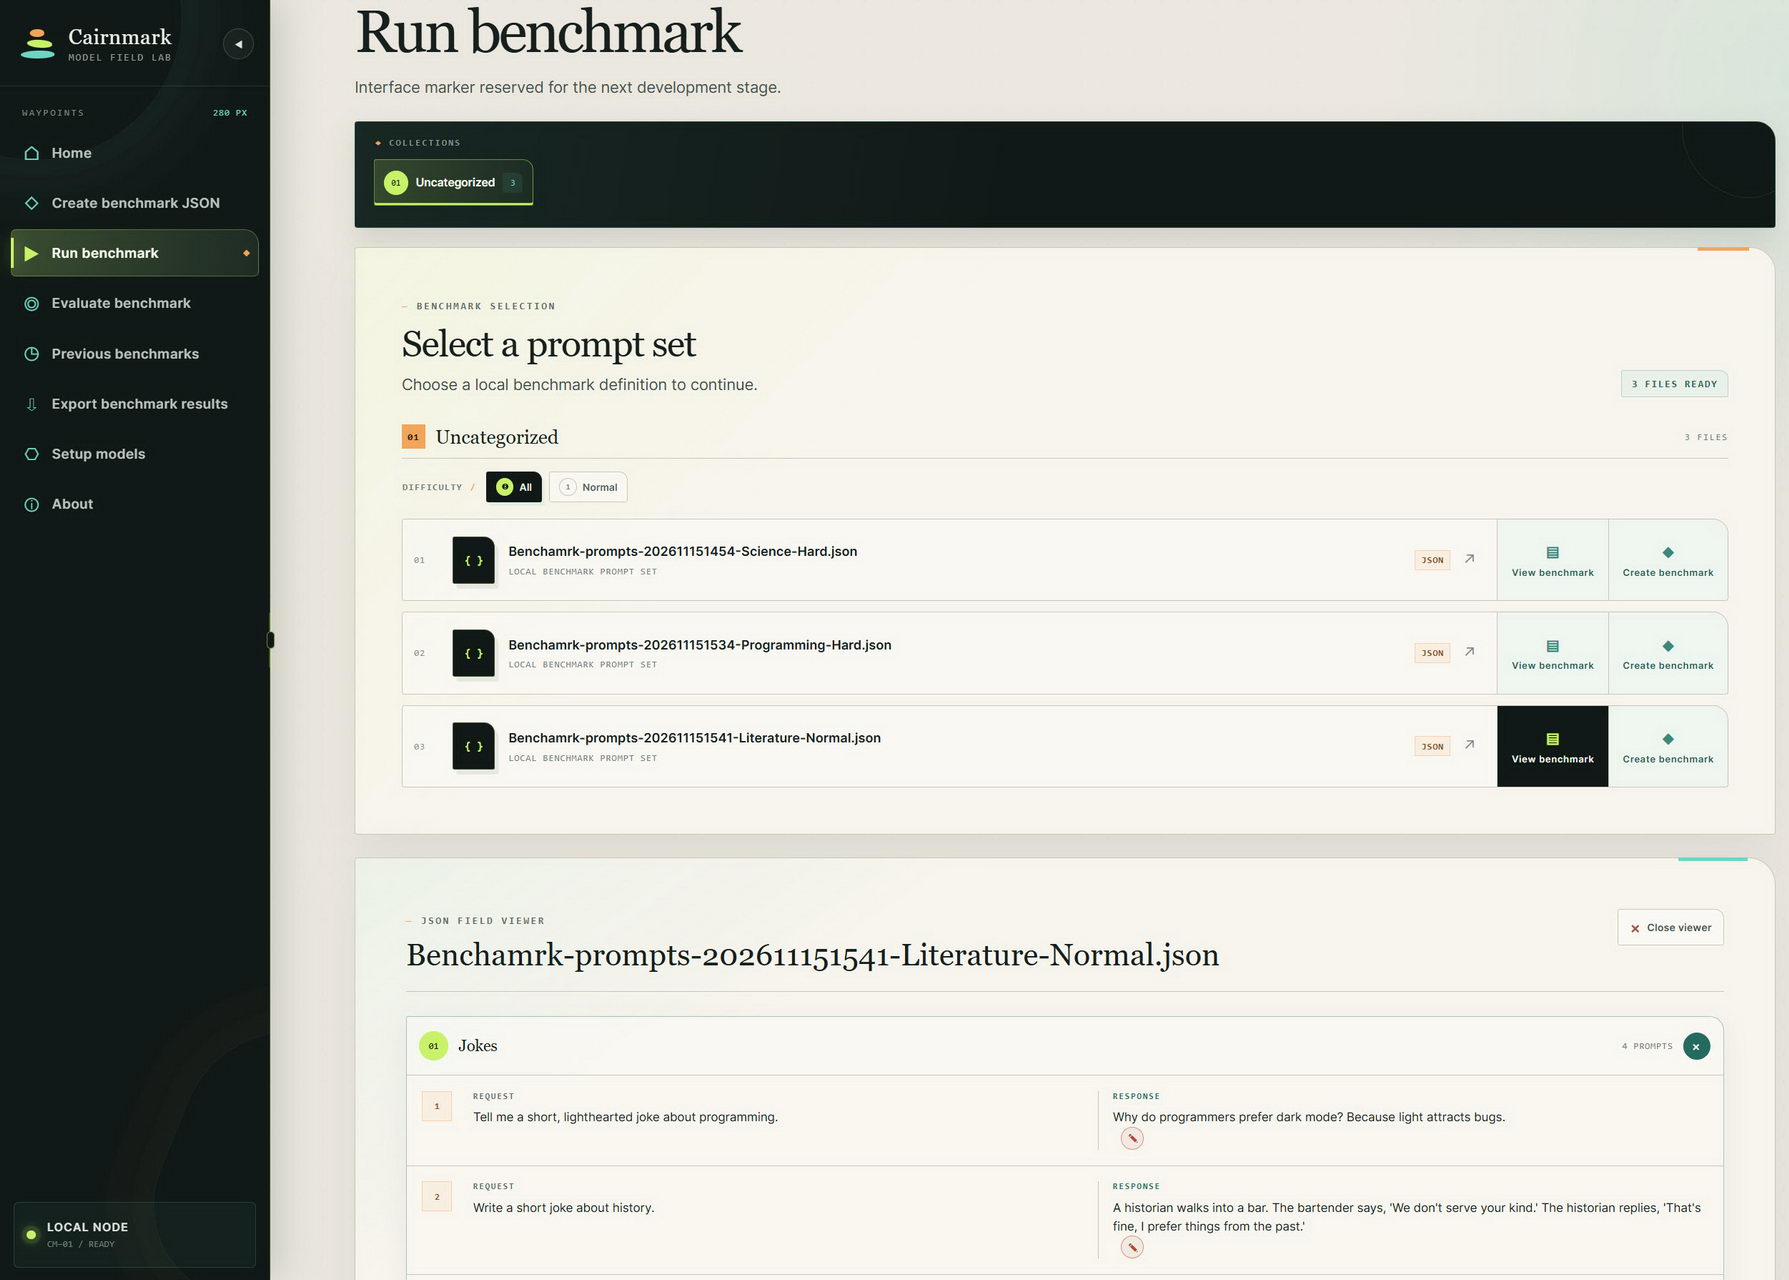 Cairnmark
MODEL FIELD LAB
WAYPOINTS
280 PX
Home
Create benchmark JSON
Run benchmark
Evaluate benchmark
Previous benchmarks
Export benchmark results
Setup models
About
LOCAL NODE
CM-01 / READY
Run benchmark
Interface marker reserved for the next development stage.
COLLECTIONS
01 Uncategorized 3
— BENCHMARK SELECTION
Select a prompt set
Choose a local benchmark definition to continue.
3 FILES READY
01 Uncategorized
3 FILES
DIFFICULTY /
All
1 Normal
01
{ }
Benchamrk-prompts-202611151454-Science-Hard.json
LOCAL BENCHMARK PROMPT SET
JSON
View benchmark
Create benchmark
02
{ }
Benchamrk-prompts-202611151534-Programming-Hard.json
LOCAL BENCHMARK PROMPT SET
JSON
View benchmark
Create benchmark
03
{ }
Benchamrk-prompts-202611151541-Literature-Normal.json
LOCAL BENCHMARK PROMPT SET
JSON
View benchmark
Create benchmark
— JSON FIELD VIEWER
Benchamrk-prompts-202611151541-Literature-Normal.json
× Close viewer
01 Jokes
4 PROMPTS
×
1
REQUEST
Tell me a short, lighthearted joke about programming.
RESPONSE
Why do programmers prefer dark mode? Because light attracts bugs.
2
REQUEST
Write a short joke about history.
RESPONSE
A historian walks into a bar. The bartender says, 'We don't serve your kind.' The historian replies, 'That's
fine, I prefer things from the past.'